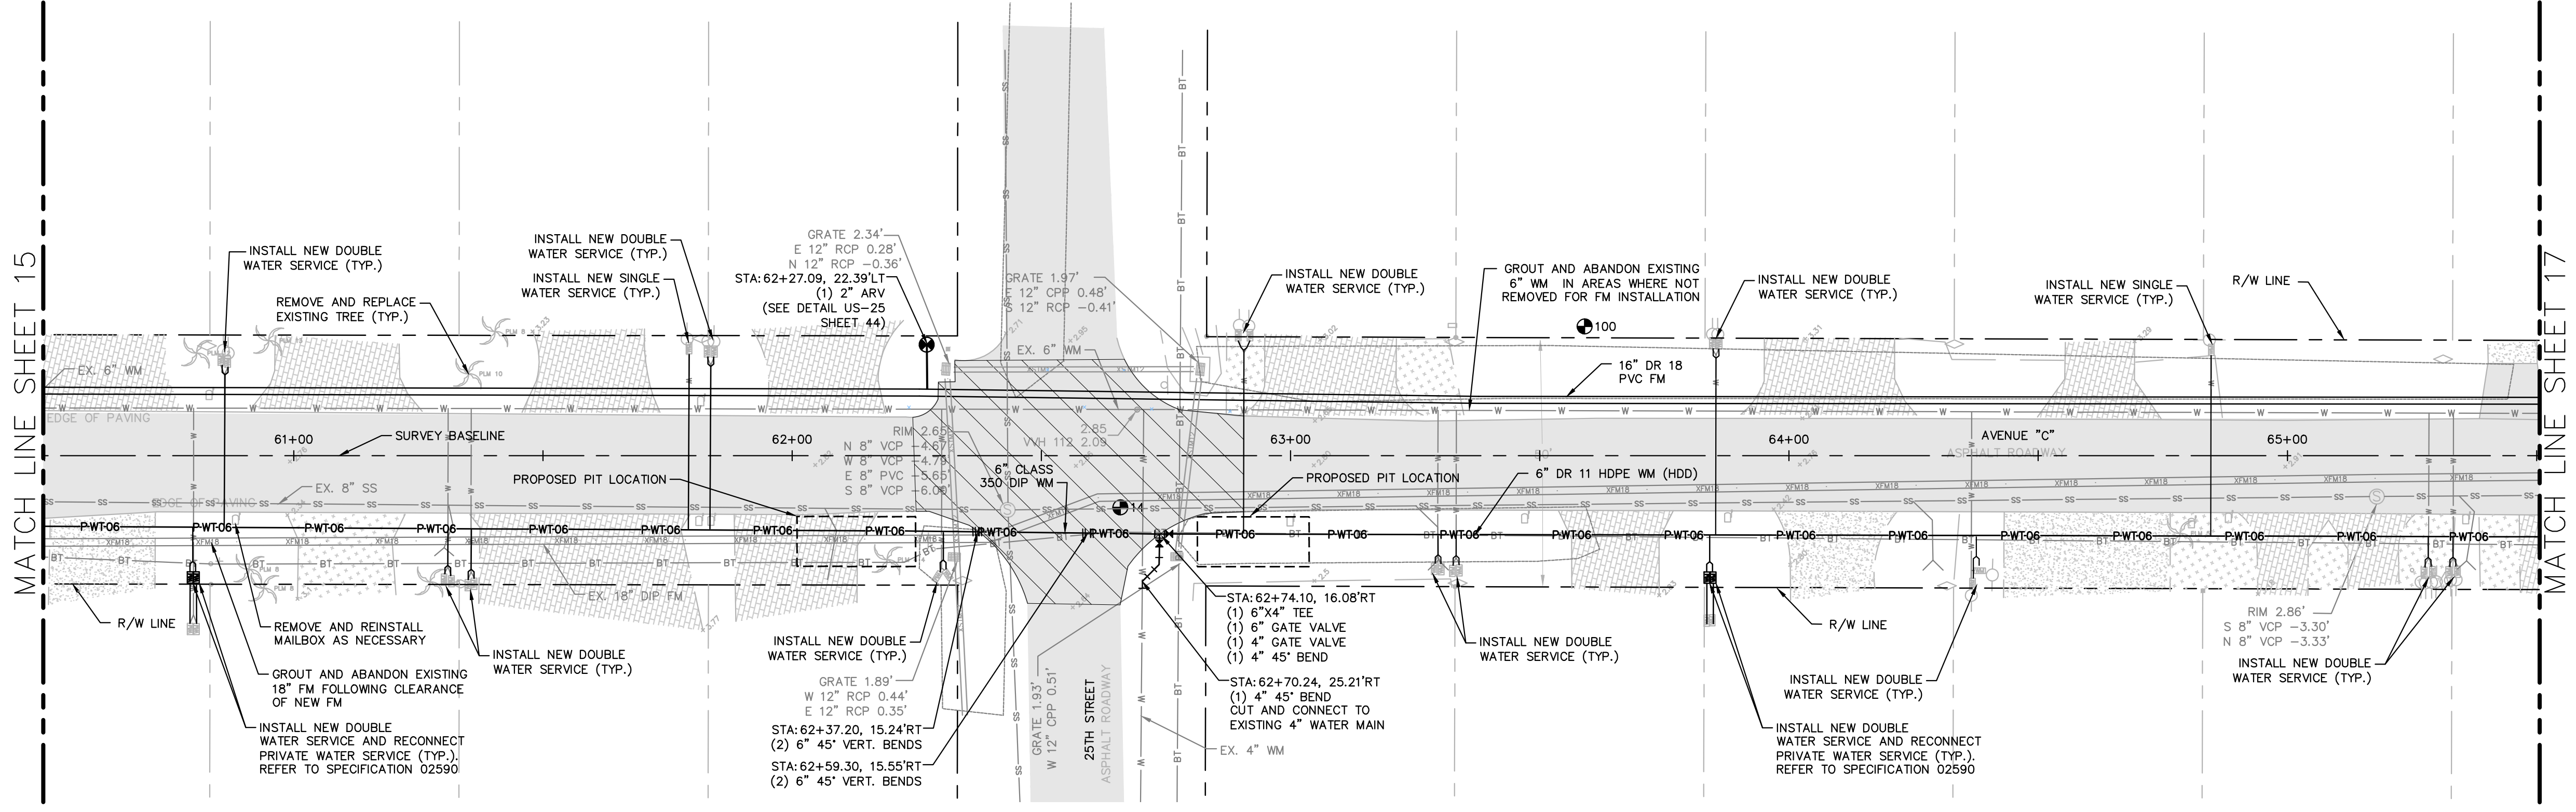 MATCH LINE SHEET 15
INSTALL NEW DOUBLE
WATER SERVICE (TYP.)
REMOVE AND REPLACE
EXISTING TREE (TYP.)
INSTALL NEW DOUBLE
WATER SERVICE (TYP.)
INSTALL NEW SINGLE
WATER SERVICE (TYP.)
GRATE 2.34'
E 12" RCP 0.28'
N 12" RCP -0.36'
STA: 62+27.09, 22.39'LT
(1) 2" ARV
(SEE DETAIL US-25
SHEET 44)
GRATE 1.97'
E 12" CPP 0.48'
S 12" RCP -0.41'
EX. 6" WM
INSTALL NEW DOUBLE
WATER SERVICE (TYP.)
GROUT AND ABANDON EXISTING
6" WM IN AREAS WHERE NOT
REMOVED FOR FM INSTALLATION
100
16" DR 18
PVC FM
INSTALL NEW DOUBLE
WATER SERVICE (TYP.)
INSTALL NEW SINGLE
WATER SERVICE (TYP.)
R/W LINE
MATCH LINE SHEET 17
EX. 6" WM
EDGE OF PAVING
61+00
SURVEY BASELINE
62+00
63+00
64+00
AVENUE "C"
ASPHALT ROADWAY
65+00
RIM 2.65'
N 8" VCP -4.67'
W 8" VCP -4.79'
E 8" PVC -5.65'
S 8" VCP -6.00'
2.85
VVH 112 2.09
6" CLASS
350 DIP WM
PROPOSED PIT LOCATION
PROPOSED PIT LOCATION
6" DR 11 HDPE WM (HDD)
EX. 8" SS
EDGE OF PAVING
14
P-WT-06
EX. 18" DIP FM
R/W LINE
REMOVE AND REINSTALL
MAILBOX AS NECESSARY
GROUT AND ABANDON EXISTING
18" FM FOLLOWING CLEARANCE
OF NEW FM
INSTALL NEW DOUBLE
WATER SERVICE AND RECONNECT
PRIVATE WATER SERVICE (TYP.).
REFER TO SPECIFICATION 02590
INSTALL NEW DOUBLE
WATER SERVICE (TYP.)
INSTALL NEW DOUBLE
WATER SERVICE (TYP.)
GRATE 1.89'
W 12" RCP 0.44'
E 12" RCP 0.35'
STA: 62+37.20, 15.24'RT
(2) 6" 45° VERT. BENDS
STA: 62+59.30, 15.55'RT
(2) 6" 45° VERT. BENDS
GRATE 1.93'
W 12" CPP 0.51'
25TH STREET
ASPHALT ROADWAY
STA: 62+74.10, 16.08'RT
(1) 6"X4" TEE
(1) 6" GATE VALVE
(1) 4" GATE VALVE
(1) 4" 45° BEND
STA: 62+70.24, 25.21'RT
(1) 4" 45° BEND
CUT AND CONNECT TO
EXISTING 4" WATER MAIN
EX. 4" WM
INSTALL NEW DOUBLE
WATER SERVICE (TYP.)
R/W LINE
INSTALL NEW DOUBLE
WATER SERVICE (TYP.)
INSTALL NEW DOUBLE
WATER SERVICE AND RECONNECT
PRIVATE WATER SERVICE (TYP.).
REFER TO SPECIFICATION 02590
RIM 2.86'
S 8" VCP -3.30'
N 8" VCP -3.33'
INSTALL NEW DOUBLE
WATER SERVICE (TYP.)